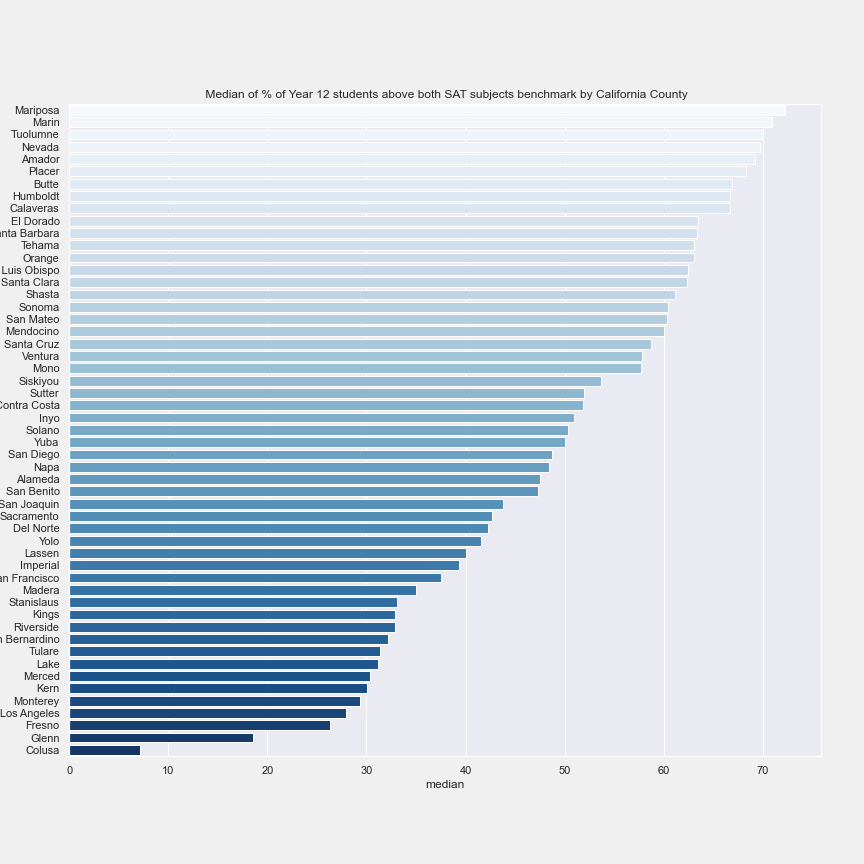 Median of % of Year 12 students above both SAT subjects benchmark by California County
Mariposa
Marin
Tuolumne
Nevada
Amador
Placer
Butte
Humboldt
Calaveras
El Dorado
nta Barbara
Tehama
Orange
Luis Obispo
Santa Clara
Shasta
Sonoma
San Mateo
Mendocino
Santa Cruz
Ventura
Mono
Siskiyou
Sutter
Contra Costa
Inyo
Solano
Yuba
San Diego
Napa
Alameda
San Benito
San Joaquin
Sacramento
Del Norte
Yolo
Lassen
Imperial
an Francisco
Madera
Stanislaus
Kings
Riverside
n Bernardino
Tulare
Lake
Merced
Kern
Monterey
Los Angeles
Fresno
Glenn
Colusa
0 10 20 30 40 50 60 70
median